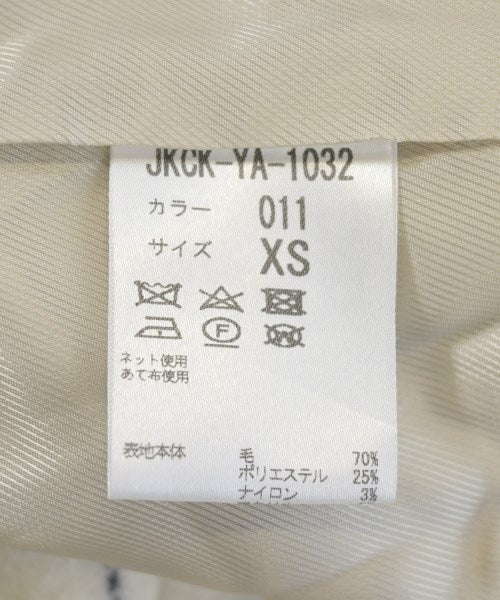 JKCK-YA-1032
カラー 011
サイズ XS
F
W
ネット使用
あて布使用
表地本体 毛 70%
ポリエステル 25%
ナイロン 3%